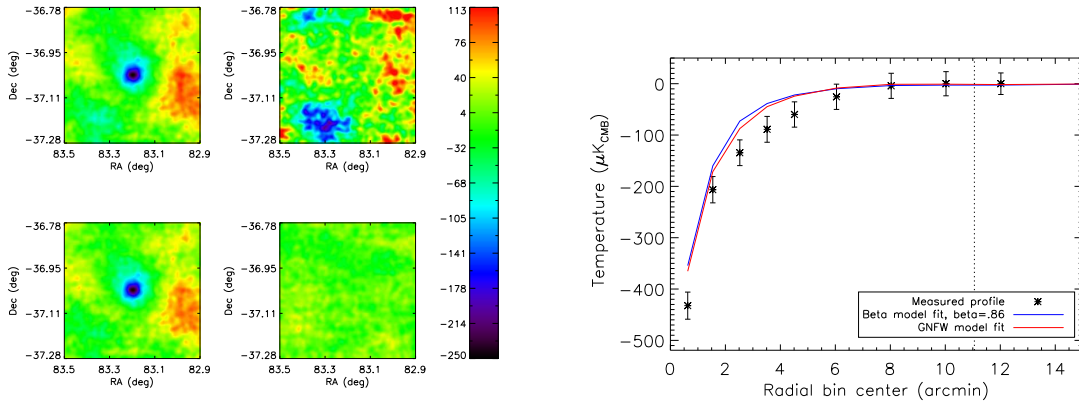 -36.78
-36.95
-37.11
-37.28
Dec (deg)
83.5 83.3 83.1 82.9
RA (deg)
-36.78
-36.95
-37.11
-37.28
Dec (deg)
83.5 83.3 83.1 82.9
RA (deg)
-36.78
-36.95
-37.11
-37.28
Dec (deg)
83.5 83.3 83.1 82.9
RA (deg)
-36.78
-36.95
-37.11
-37.28
Dec (deg)
83.5 83.3 83.1 82.9
RA (deg)
113
76
40
4
-32
-68
-105
-141
-178
-214
-250
0
-100
-200
-300
-400
-500
Temperature (μK_CMB)
Measured profile
Beta model fit, beta=.86
GNFW model fit
0 2 4 6 8 10 12 14
Radial bin center (arcmin)